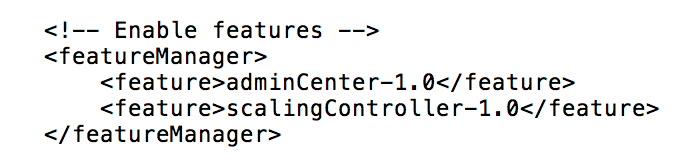 <!-- Enable features -->
<featureManager>
    <feature>adminCenter-1.0</feature>
    <feature>scalingController-1.0</feature>
</featureManager>